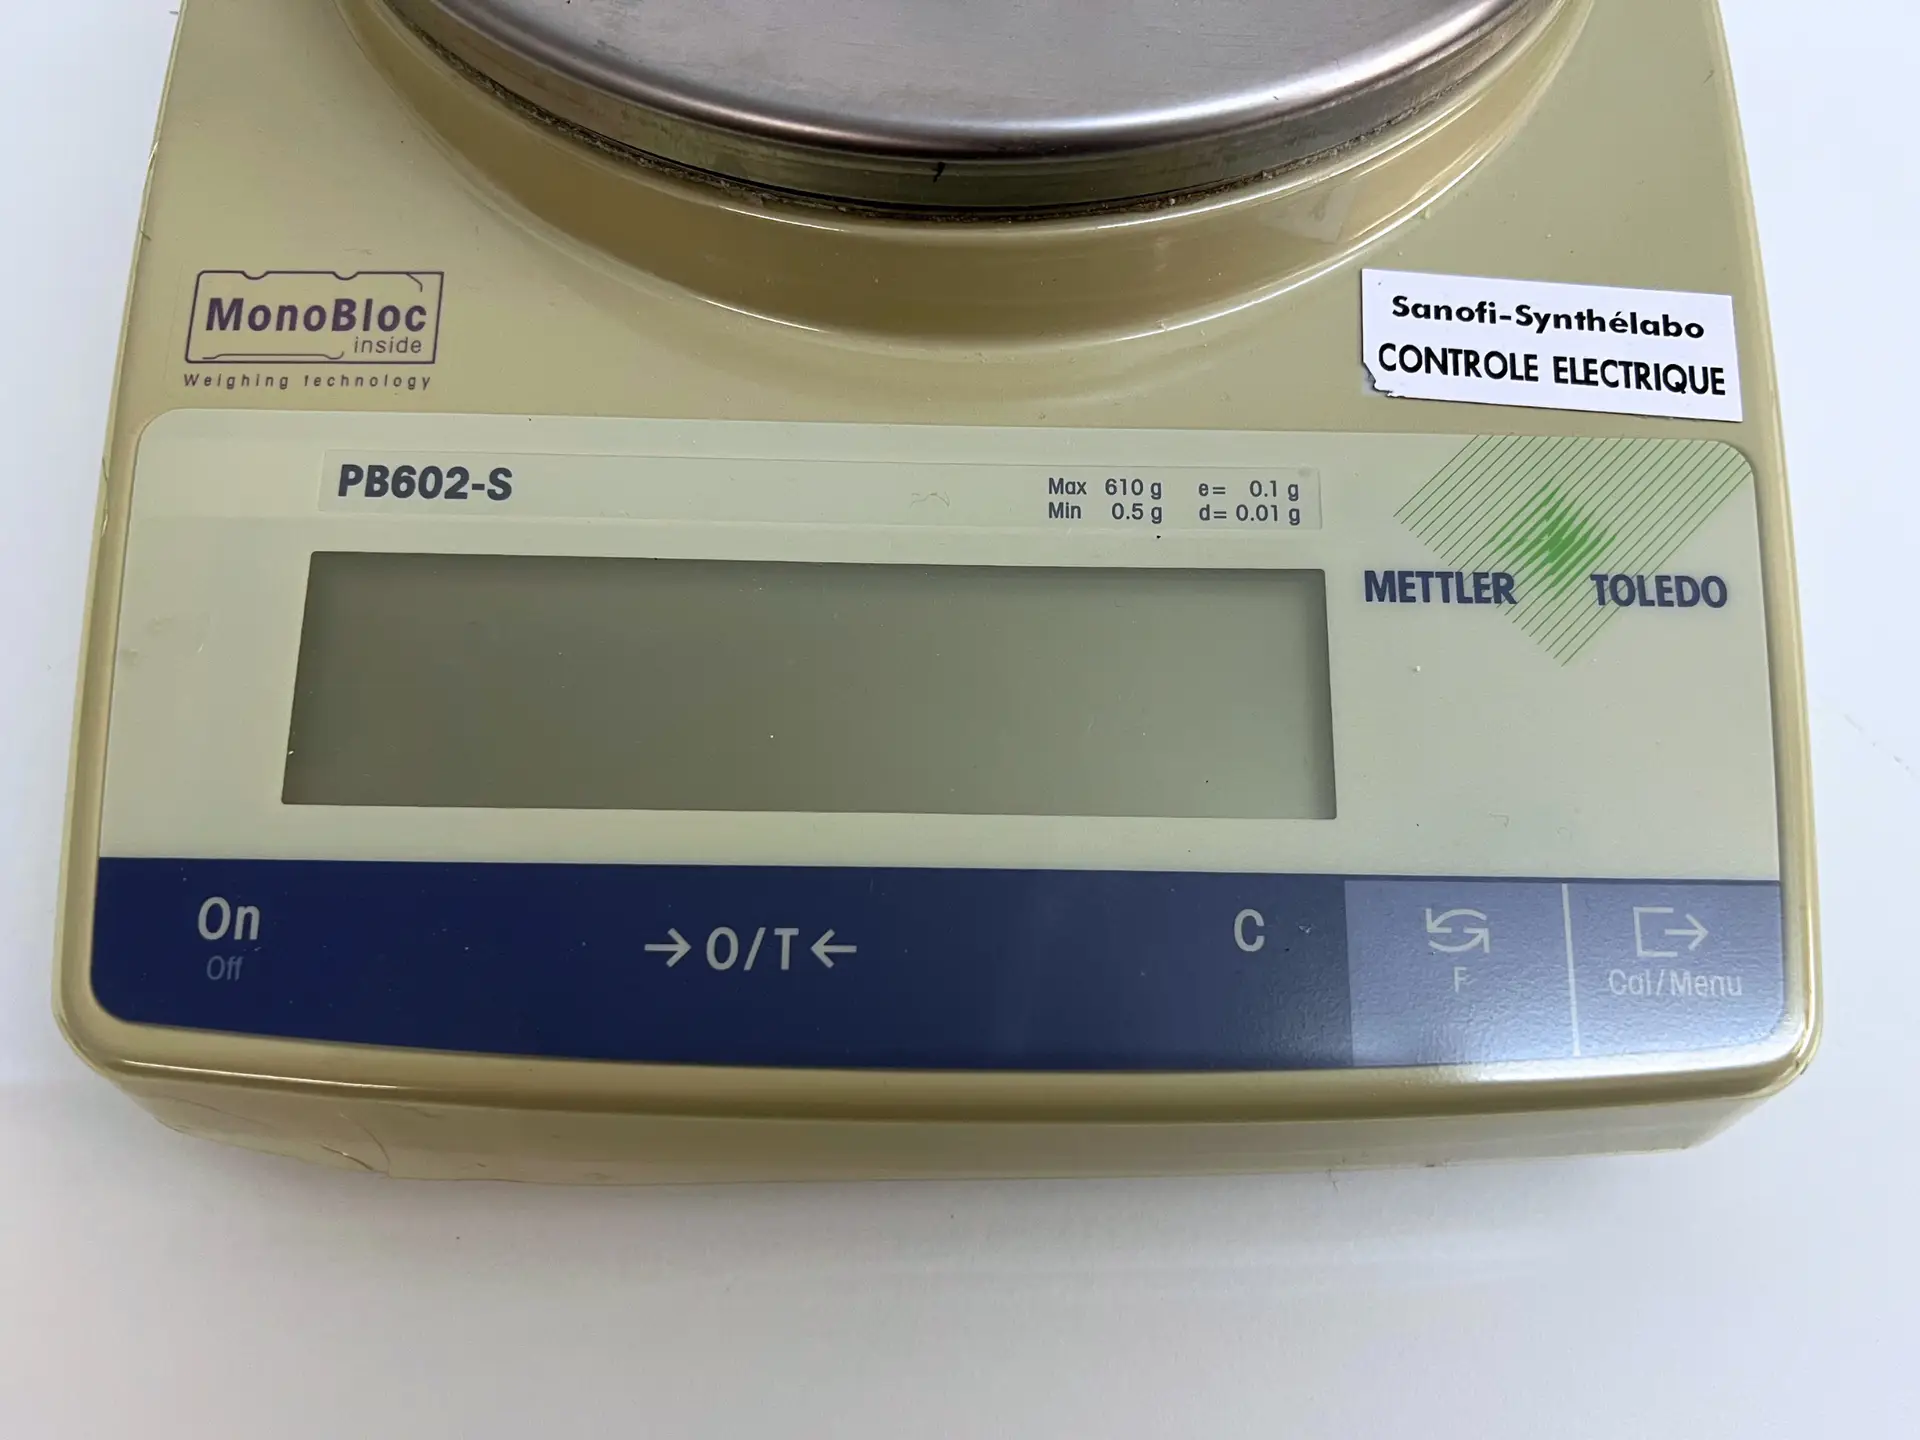 MonoBloc
inside
Weighing technology
Sanofi-Synthélabo
CONTROLE ELECTRIQUE
PB602-S
Max 610 g e= 0.1 g
Min 0.5 g d= 0.01 g
METTLER TOLEDO
On
Off
→O/T←
C
F
Cal/Menu